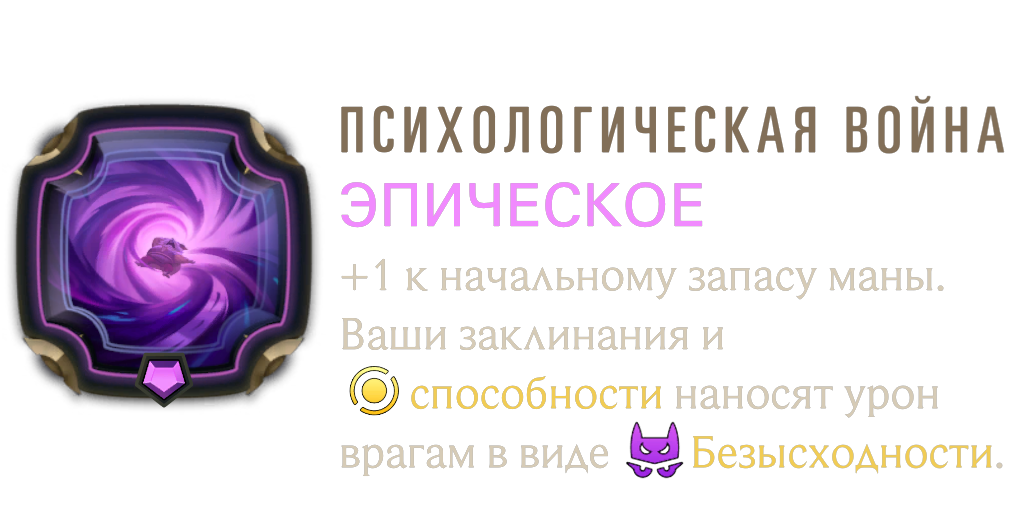 ПСИХОЛОГИЧЕСКАЯ ВОЙНА
ЭПИЧЕСКОЕ
+1 к начальному запасу маны.
Ваши заклинания и
способности наносят урон
врагам в виде Безысходности.